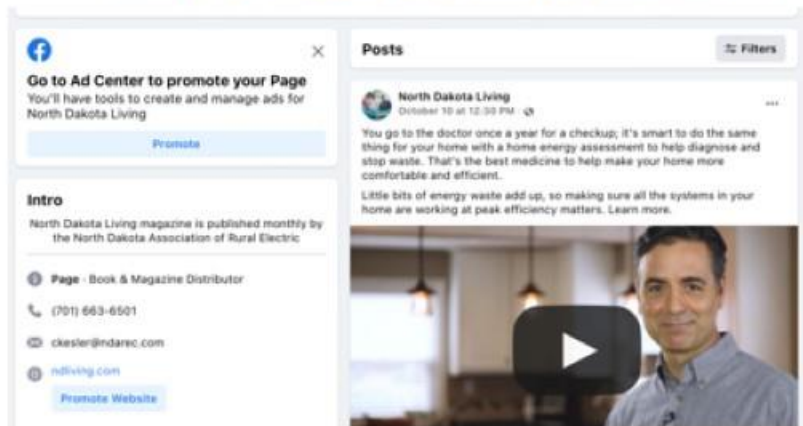 Go to Ad Center to promote your Page
You'll have tools to create and manage ads for
North Dakota Living
Promote
Intro
North Dakota Living magazine is published monthly by
the North Dakota Association of Rural Electric
Page · Book & Magazine Distributor
(701) 663-6501
ckesler@ndarec.com
ndliving.com
Promote Website
Posts
Filters
North Dakota Living
October 10 at 12:30 PM ·
You go to the doctor once a year for a checkup; it's smart to do the same
thing for your home with a home energy assessment to help diagnose and
stop waste. That's the best medicine to help make your home more
comfortable and efficient.
Little bits of energy waste add up, so making sure all the systems in your
home are working at peak efficiency matters. Learn more.